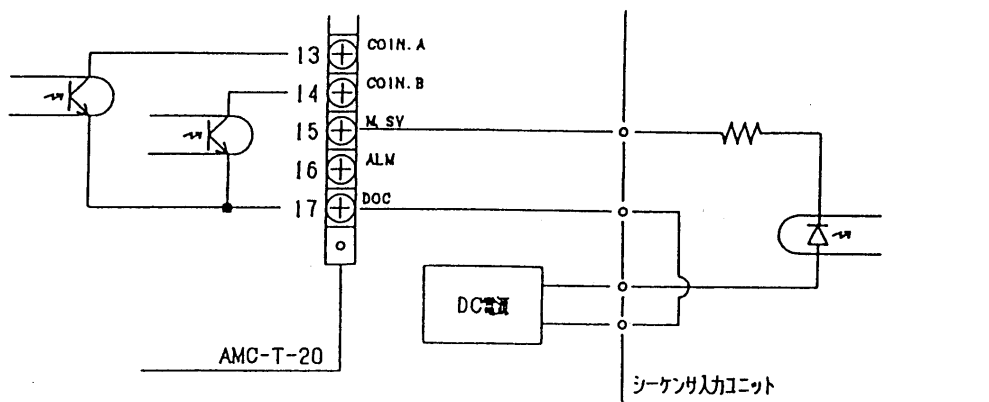 13 COIN.A
14 COIN.B
15 M.SV
16 ALM
17 DOC
DC電源
AMC-T-20
シーケンサ入力ユニット